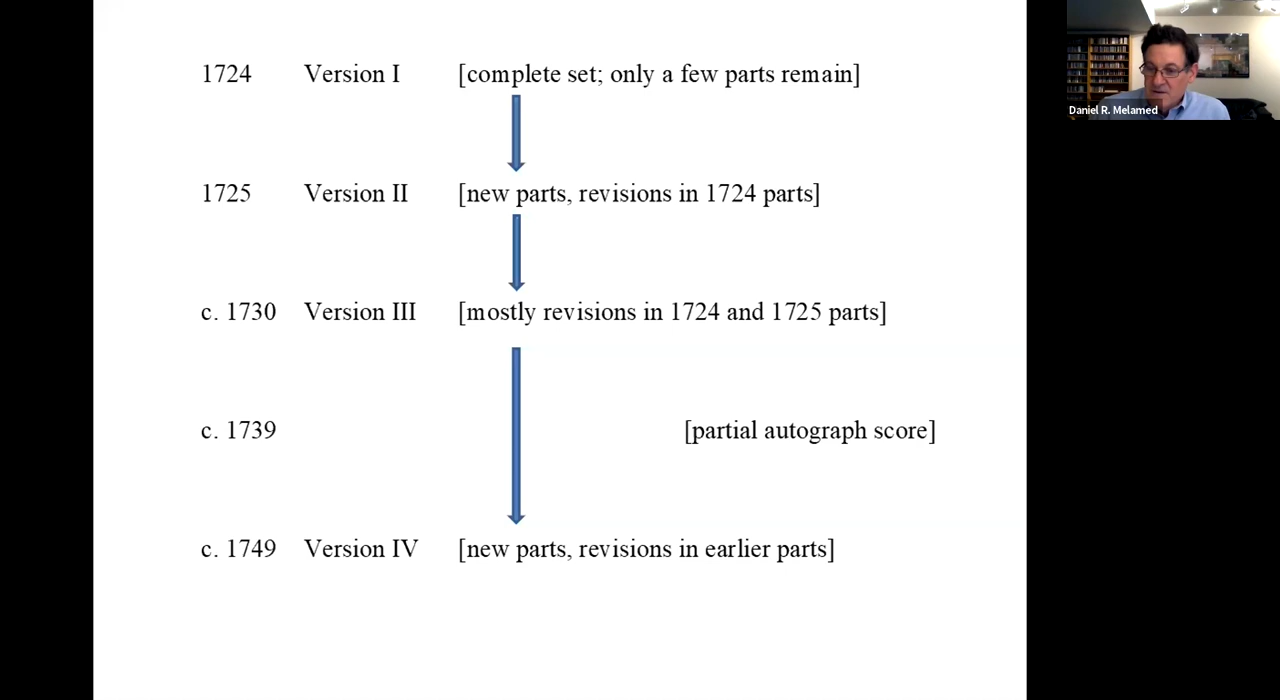 1724 Version I [complete set; only a few parts remain]
Daniel R. Melamed
1725 Version II [new parts, revisions in 1724 parts]
c. 1730 Version III [mostly revisions in 1724 and 1725 parts]
c. 1739 [partial autograph score]
c. 1749 Version IV [new parts, revisions in earlier parts]